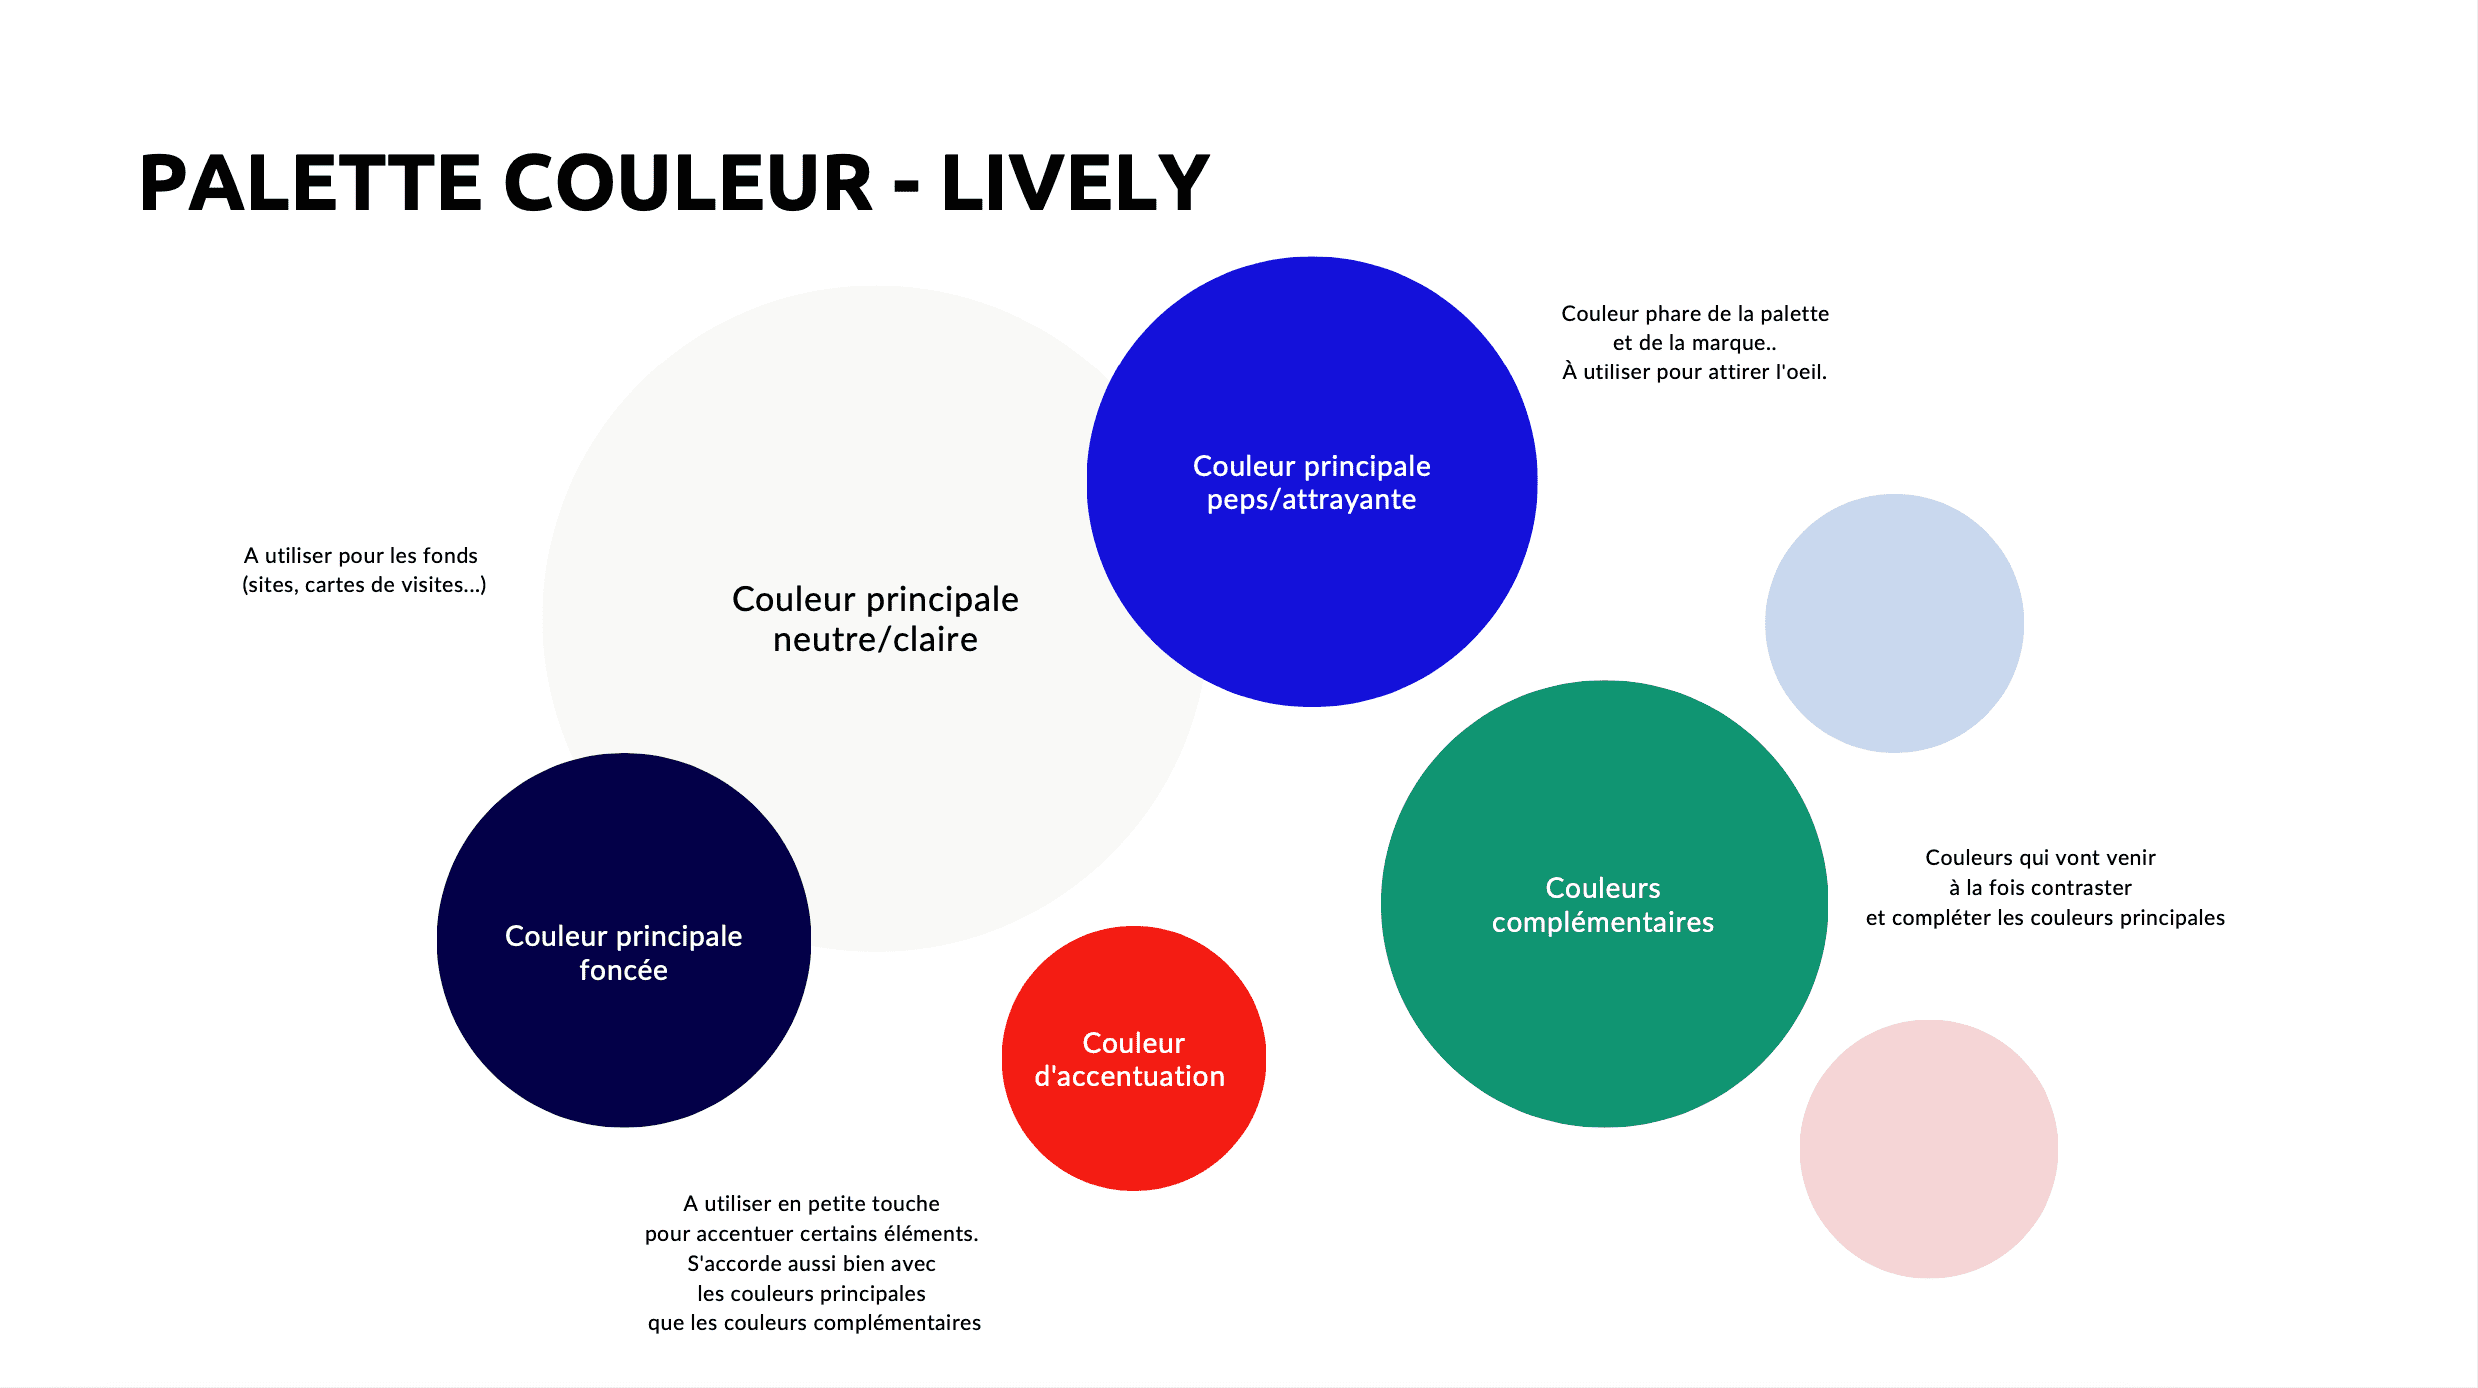 PALETTE COULEUR - LIVELY
Couleur phare de la palette
et de la marque..
À utiliser pour attirer l'oeil.
Couleur principale
peps/attrayante
A utiliser pour les fonds
(sites, cartes de visites...)
Couleur principale
neutre/claire
Couleurs qui vont venir
à la fois contraster
et compléter les couleurs principales
Couleurs
complémentaires
Couleur principale
foncée
Couleur
d'accentuation
A utiliser en petite touche
pour accentuer certains éléments.
S'accorde aussi bien avec
les couleurs principales
que les couleurs complémentaires